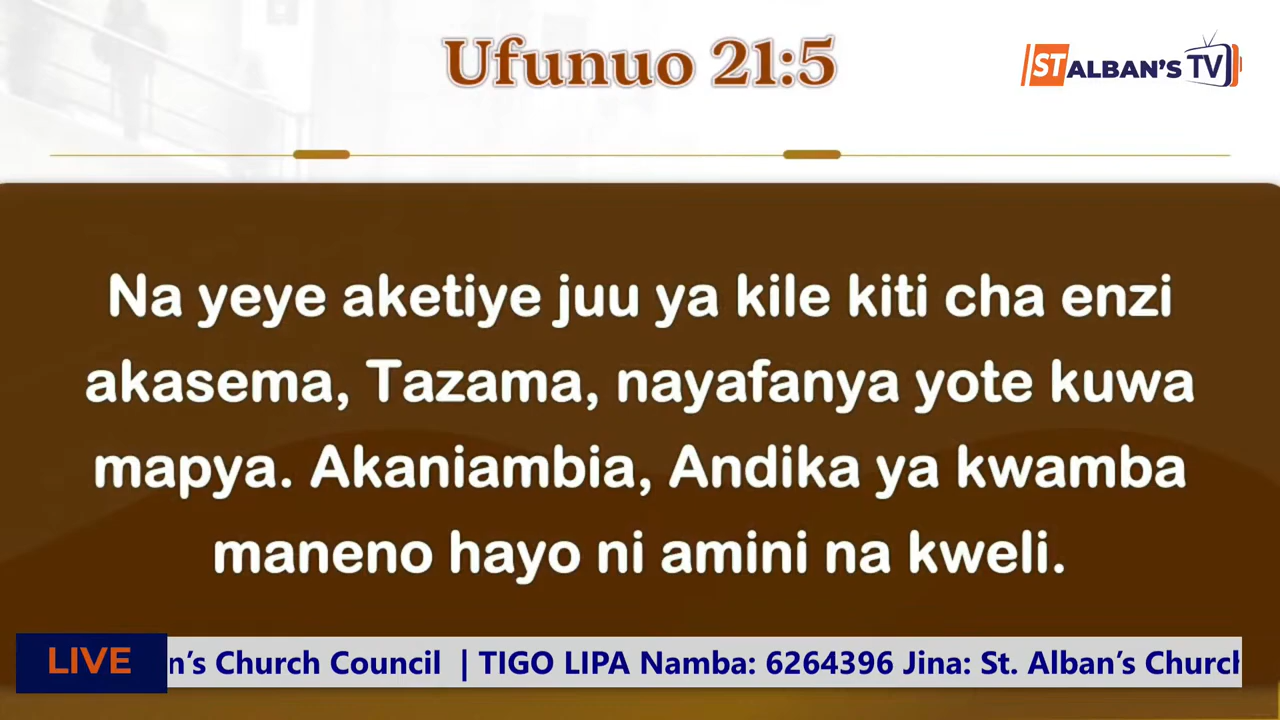 Ufunuo 21:5
ST ALBAN'S TV
Na yeye aketiye juu ya kile kiti cha enzi
akasema, Tazama, nayafanya yote kuwa
mapya. Akaniambia, Andika ya kwamba
maneno hayo ni amini na kweli.
LIVE
n's Church Council | TIGO LIPA Namba: 6264396 Jina: St. Alban's Church